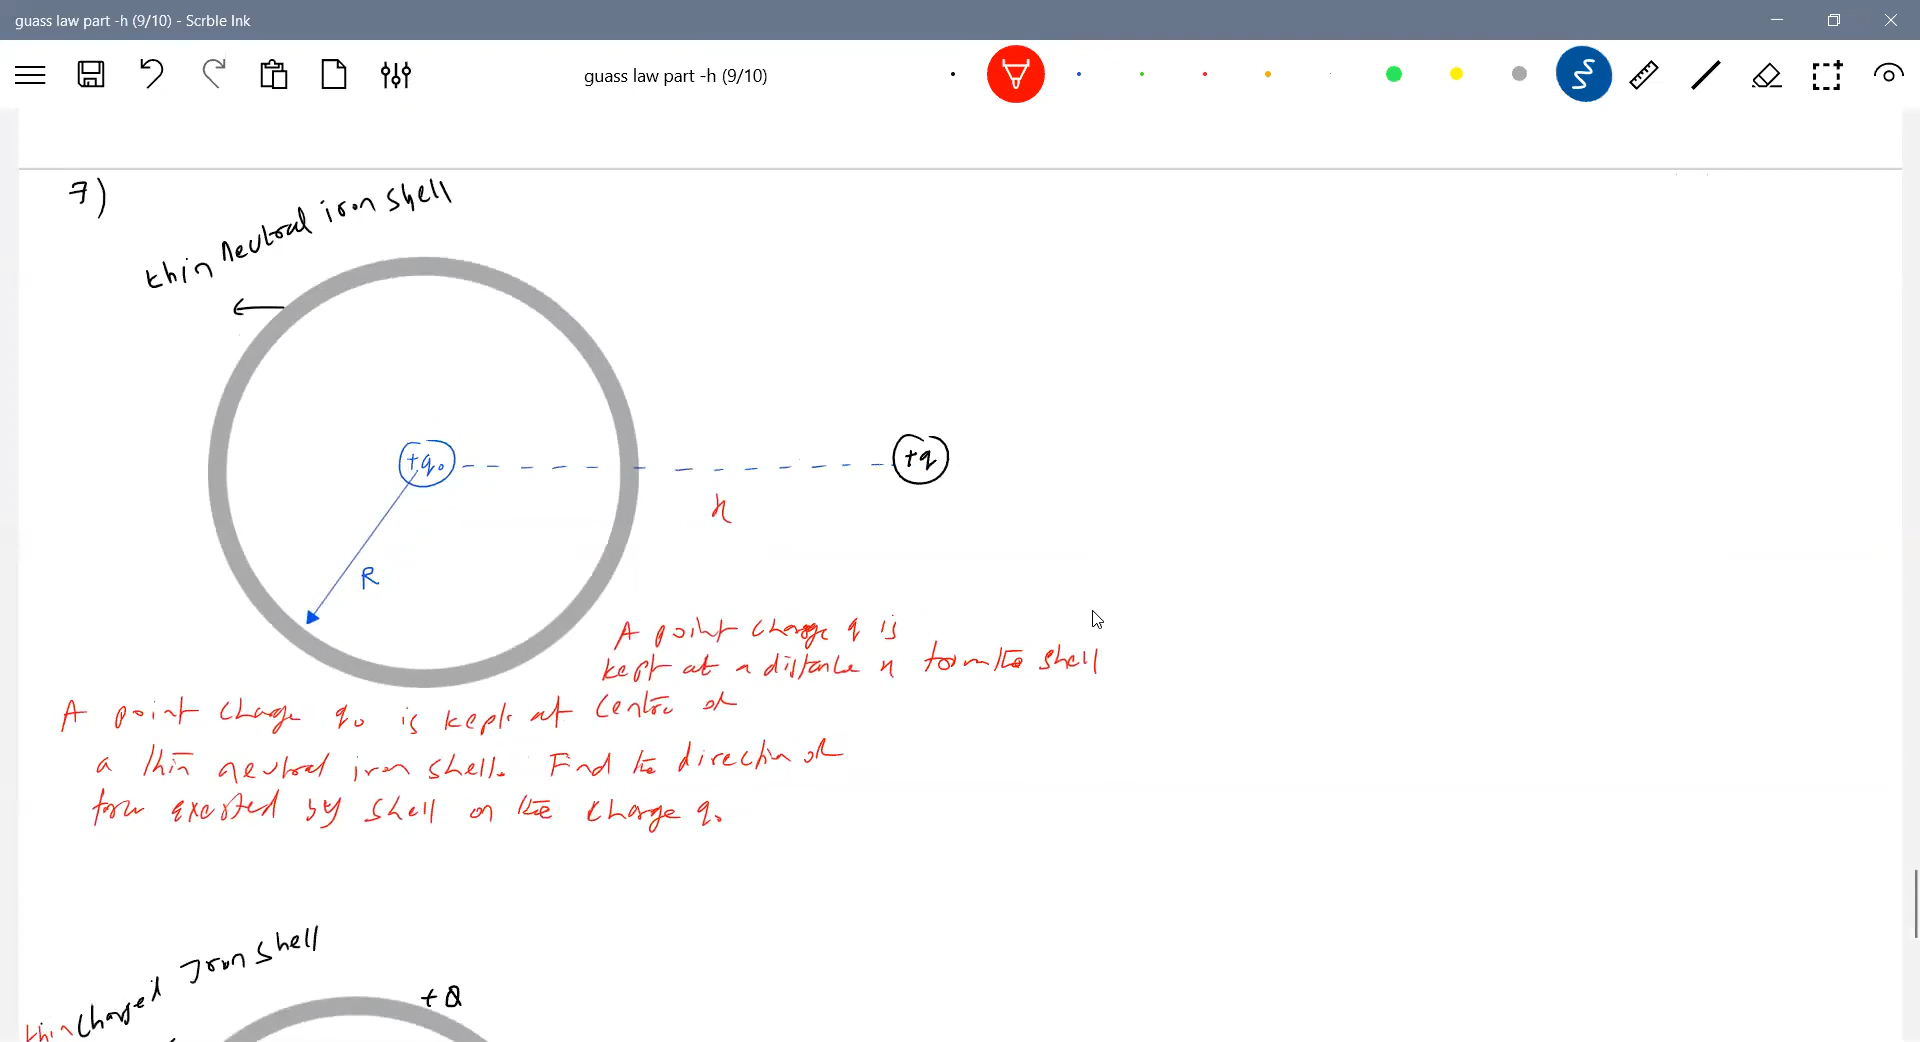 guass law part -h (9/10) - Scrble Ink
guass law part -h (9/10)
7)
thin neutral iron shell
+q₀
+q
x
R
A point charge q is
kept at a distance x from the shell
A point charge q₀ is kept at centre of
a thin neutral iron shell. Find the direction of
force exerted by shell on the charge q₀
thin charged Iron shell
+Q